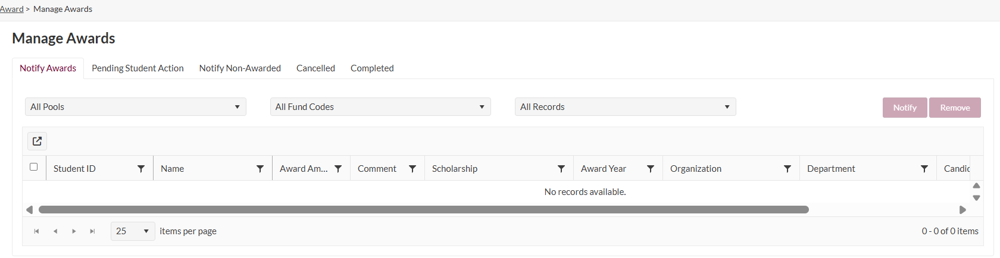 Award > Manage Awards
Manage Awards
Notify Awards Pending Student Action Notify Non-Awarded Cancelled Completed
All Pools All Fund Codes All Records Notify Remove
Student ID Name Award Am... Comment Scholarship Award Year Organization Department Candid
No records available.
25 items per page 0 - 0 of 0 items